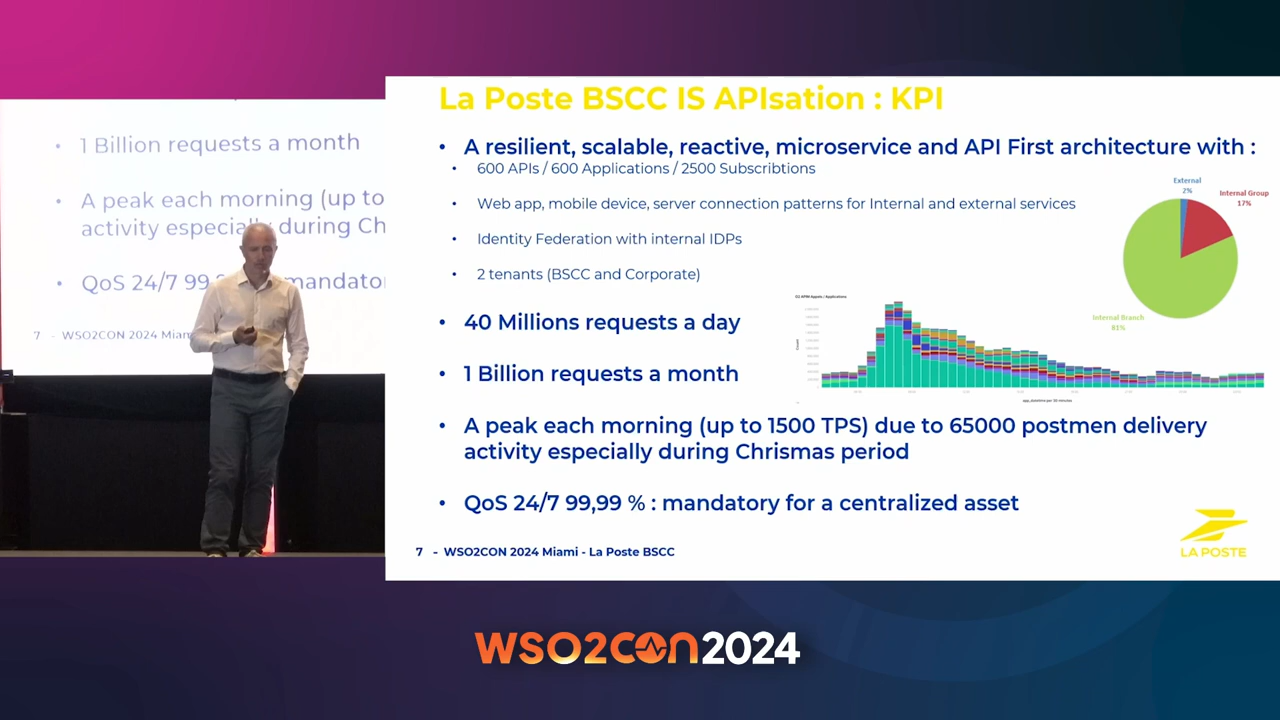 1 Billion requests a month
A peak each morning (up to
activity especially during Ch
QoS 24/7 99 mandator
7 - WSO2CON 2024 Miam
La Poste BSCC IS APIsation : KPI
• A resilient, scalable, reactive, microservice and API First architecture with :
• 600 APIs / 600 Applications / 2500 Subscribtions
• Web app, mobile device, server connection patterns for Internal and external services
• Identity Federation with internal IDPs
• 2 tenants (BSCC and Corporate)
External
2%
Internal Group
17%
Internal Branch
81%
• 40 Millions requests a day
• 1 Billion requests a month
• A peak each morning (up to 1500 TPS) due to 65000 postmen delivery
activity especially during Chrismas period
• QoS 24/7 99,99 % : mandatory for a centralized asset
7 - WSO2CON 2024 Miami - La Poste BSCC
LA POSTE
WSO2CON2024